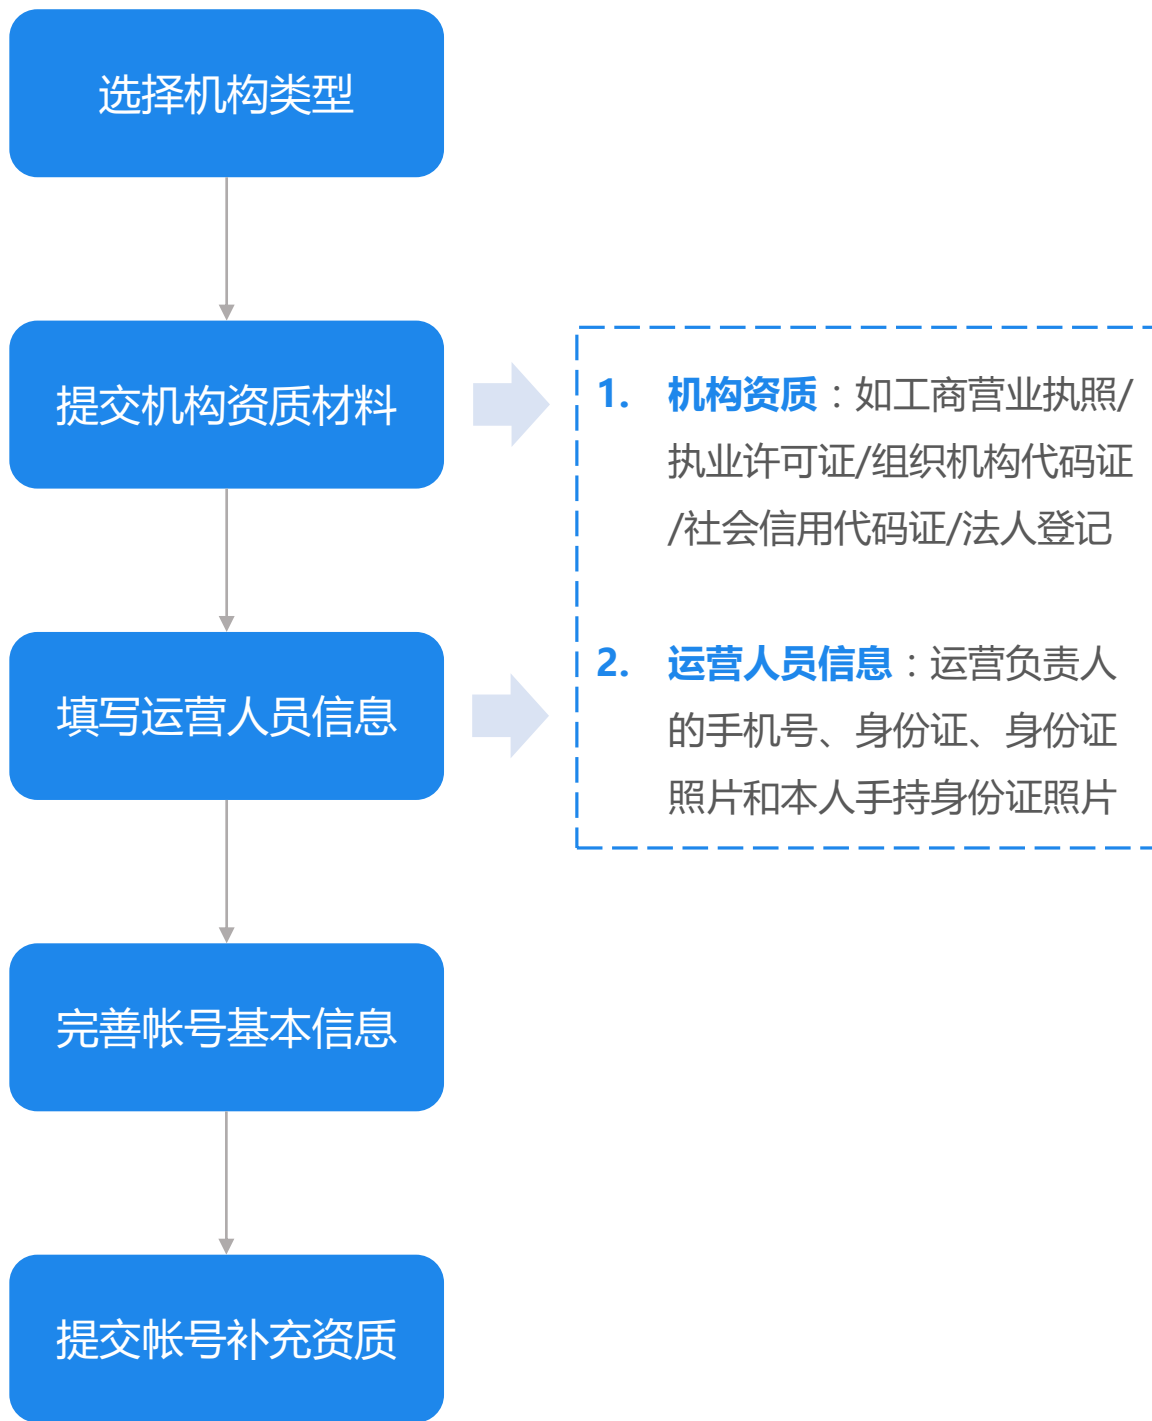 选择机构类型
提交机构资质材料
1. 机构资质：如工商营业执照/
执业许可证/组织机构代码证
/社会信用代码证/法人登记
填写运营人员信息
2. 运营人员信息：运营负责人
的手机号、身份证、身份证
照片和本人手持身份证照片
完善帐号基本信息
提交帐号补充资质